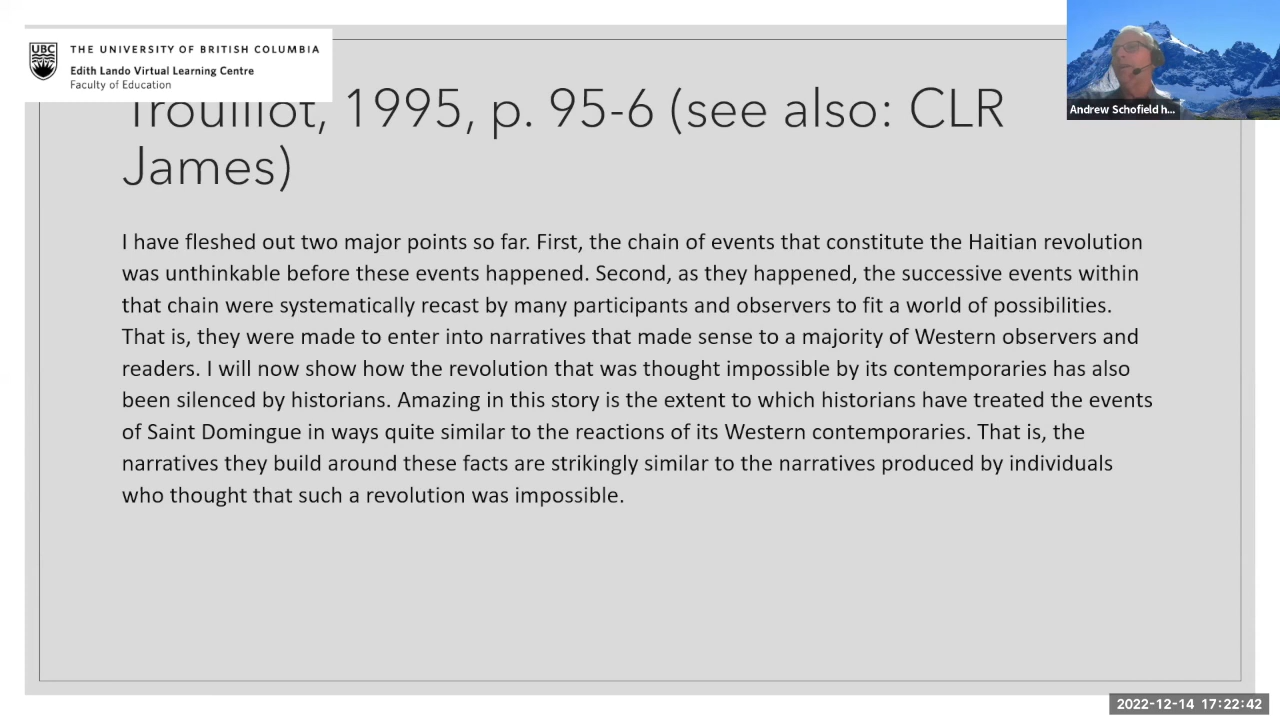 UBC
THE UNIVERSITY OF BRITISH COLUMBIA
Edith Lando Virtual Learning Centre
Faculty of Education
Andrew Schofield h...
Trouillot, 1995, p. 95-6 (see also: CLR
James)
I have fleshed out two major points so far. First, the chain of events that constitute the Haitian revolution
was unthinkable before these events happened. Second, as they happened, the successive events within
that chain were systematically recast by many participants and observers to fit a world of possibilities.
That is, they were made to enter into narratives that made sense to a majority of Western observers and
readers. I will now show how the revolution that was thought impossible by its contemporaries has also
been silenced by historians. Amazing in this story is the extent to which historians have treated the events
of Saint Domingue in ways quite similar to the reactions of its Western contemporaries. That is, the
narratives they build around these facts are strikingly similar to the narratives produced by individuals
who thought that such a revolution was impossible.
2022-12-14 17:22:42